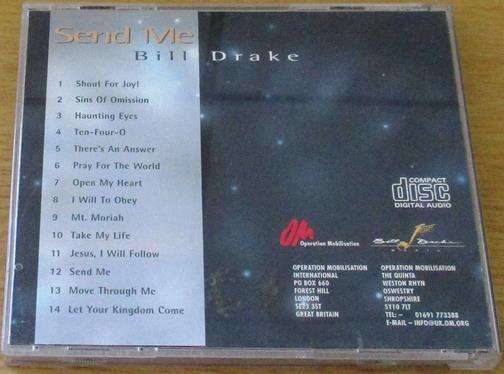 Send Me
Bill Drake
1 Shout For Joy!
2 Sins Of Omission
3 Haunting Eyes
4 Ten-Four-O
5 There's An Answer
6 Pray For The World
7 Open My Heart
8 I Will To Obey
9 Mt. Moriah
10 Take My Life
11 Jesus, I Will Follow
12 Send Me
13 Move Through Me
14 Let Your Kingdom Come
COMPACT
disc
DIGITAL AUDIO
OM Operation Mobilisation
Bill Drake
OPERATION MOBILISATION
INTERNATIONAL
PO BOX 660
FOREST HILL
LONDON
SE23 3ST
GREAT BRITAIN
OPERATION MOBILISATION
THE QUINTA
WESTON RHYN
OSWESTRY
SHROPSHIRE
SY10 7LT
TEL: – 01691 773388
E-MAIL – INFO@UK.OM.ORG